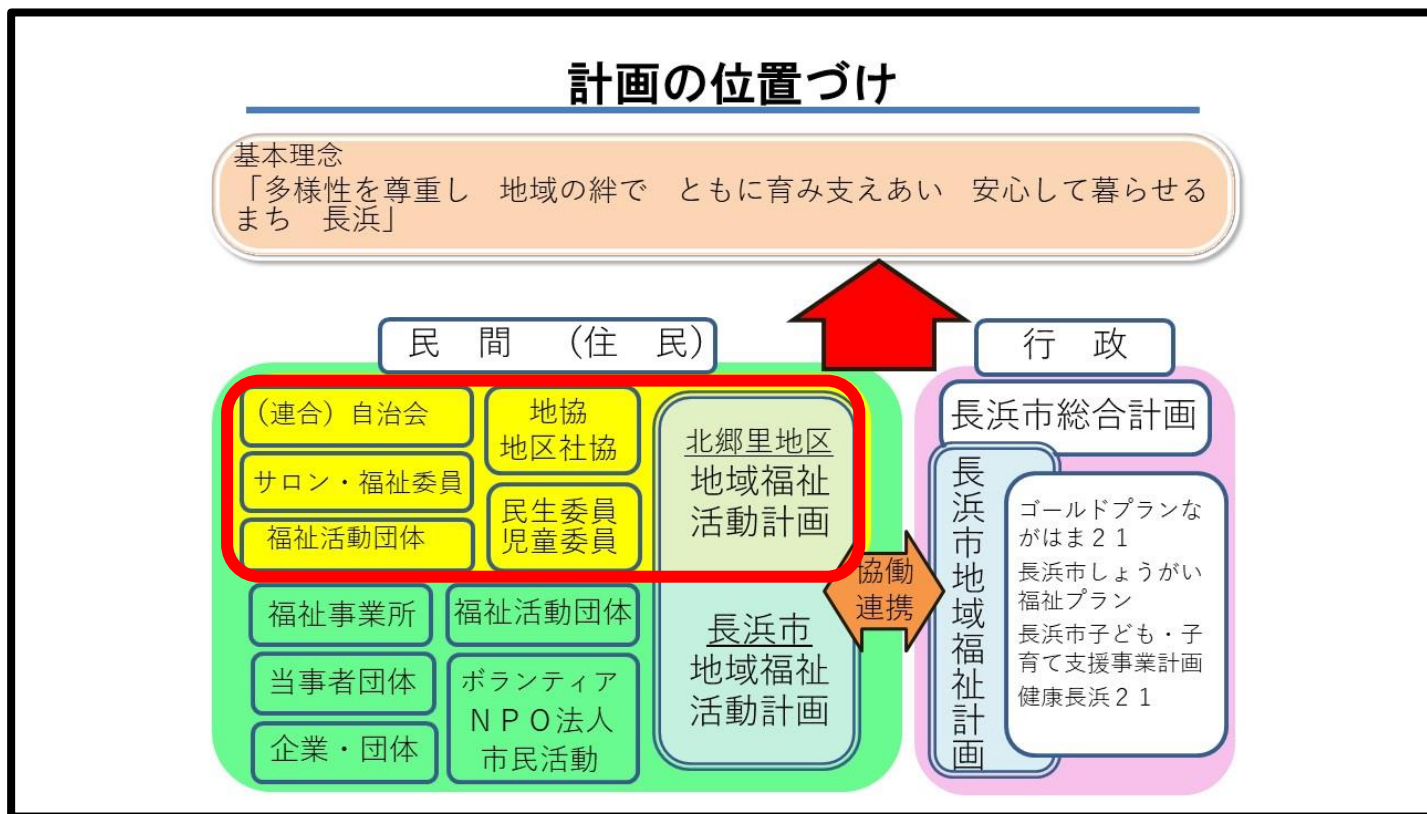 計画の位置づけ
基本理念
「多様性を尊重し　地域の絆で　ともに育み支えあい　安心して暮らせる
まち　長浜」
民　間　（住　民）
（連合）自治会
サロン・福祉委員
福祉活動団体
地協
地区社協
民生委員
児童委員
北郷里地区
地域福祉
活動計画
福祉事業所
当事者団体
企業・団体
福祉活動団体
ボランティア
ＮＰＯ法人
市民活動
長浜市
地域福祉
活動計画
協働
連携
行　政
長浜市総合計画
長浜市地域福祉計画
ゴールドプランな
がはま２１
長浜市しょうがい
福祉プラン
長浜市子ども・子
育て支援事業計画
健康長浜２１